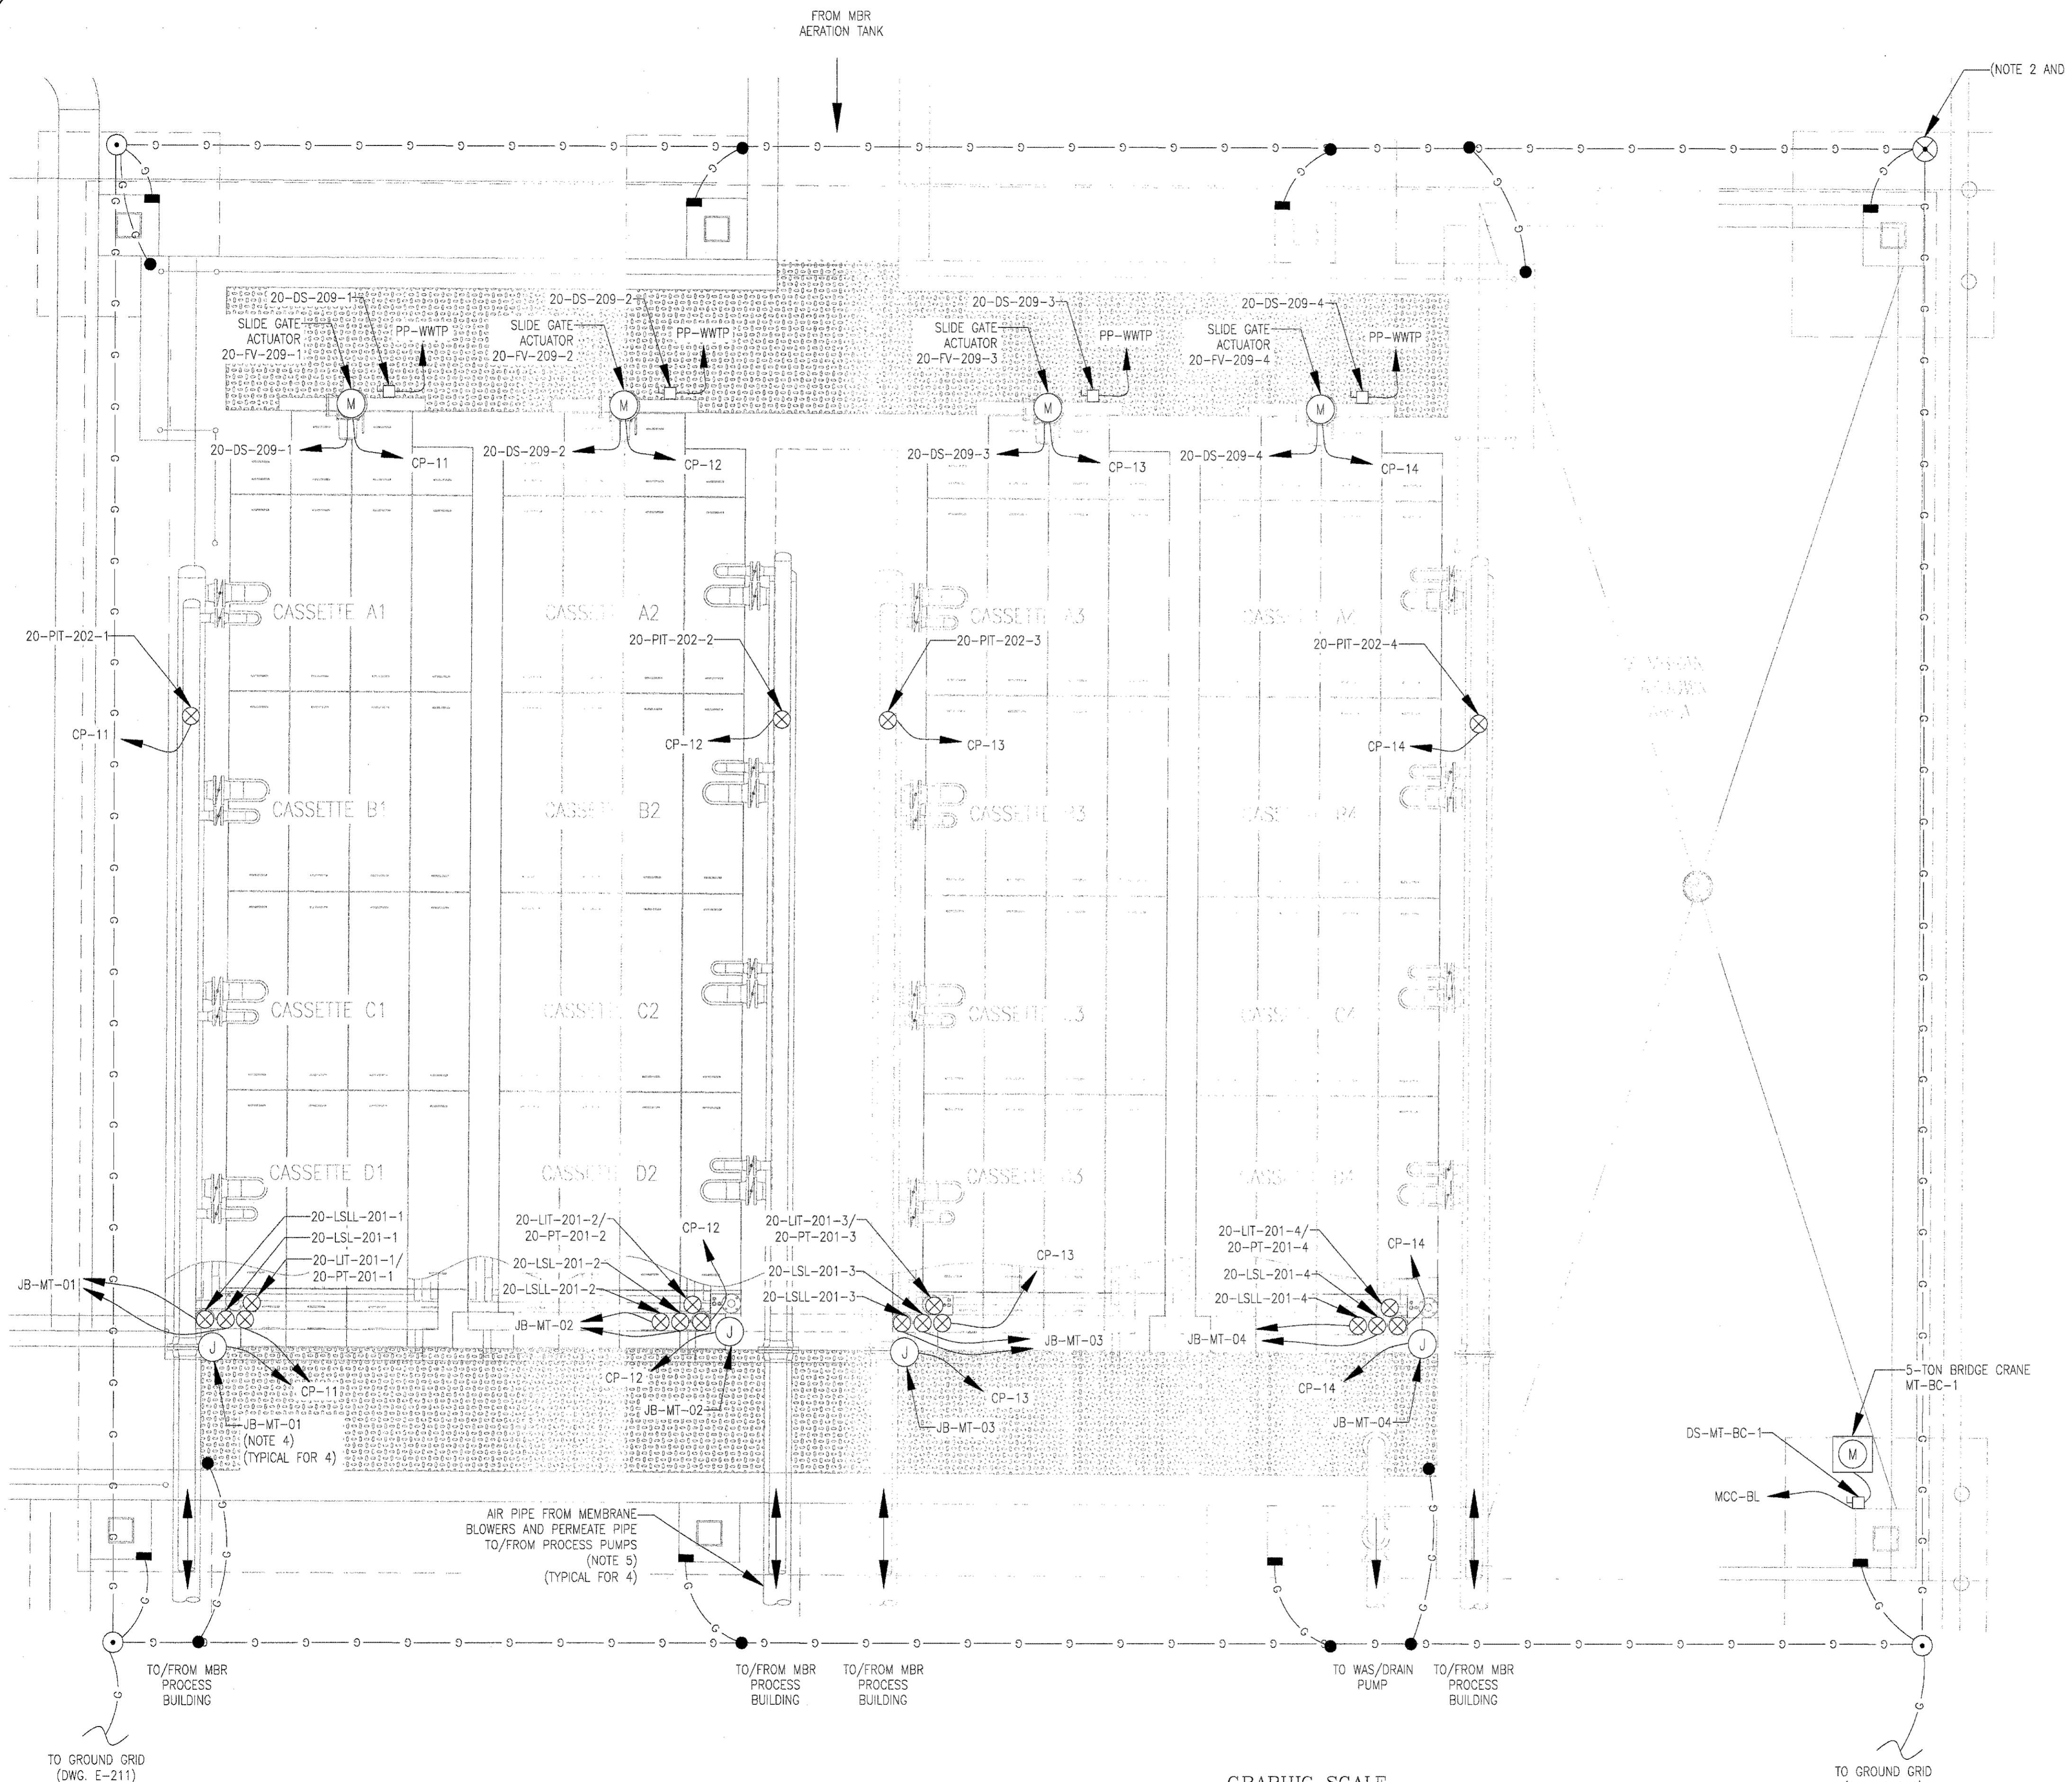 FROM MBR
AERATION TANK
(NOTE 2 AND
20-DS-209-1
SLIDE GATE
ACTUATOR
20-FV-209-1
PP-WWTP
20-DS-209-2
SLIDE GATE
ACTUATOR
20-FV-209-2
PP-WWTP
20-DS-209-3
SLIDE GATE
ACTUATOR
20-FV-209-3
PP-WWTP
20-DS-209-4
SLIDE GATE
ACTUATOR
20-FV-209-4
PP-WWTP
M
M
M
M
20-DS-209-1
CP-11
20-DS-209-2
CP-12
20-DS-209-3
CP-13
20-DS-209-4
CP-14
CASSETTE A1
A2
A3
20-PIT-202-1
20-PIT-202-2
20-PIT-202-3
20-PIT-202-4
CP-11
CP-12
CP-13
CP-14
CASSETTE B1
B2
CASSETTE C1
C2
CASSETTE D1
D2
20-LSLL-201-1
20-LSL-201-1
20-LIT-201-1/
20-PT-201-1
JB-MT-01
20-LIT-201-2/
20-PT-201-2
20-LSL-201-2
20-LSLL-201-2
CP-12
JB-MT-02
20-LIT-201-3/
20-PT-201-3
20-LSL-201-3
20-LSLL-201-3
CP-13
JB-MT-03
20-LIT-201-4/
20-PT-201-4
20-LSL-201-4
20-LSLL-201-4
CP-14
JB-MT-04
J
J
J
J
CP-11
JB-MT-01
(NOTE 4)
(TYPICAL FOR 4)
CP-12
JB-MT-02
CP-13
JB-MT-03
CP-14
JB-MT-04
5-TON BRIDGE CRANE
MT-BC-1
DS-MT-BC-1
M
MCC-BL
AIR PIPE FROM MEMBRANE
BLOWERS AND PERMEATE PIPE
TO/FROM PROCESS PUMPS
(NOTE 5)
(TYPICAL FOR 4)
TO/FROM MBR
PROCESS
BUILDING
TO/FROM MBR
PROCESS
BUILDING
TO/FROM MBR
PROCESS
BUILDING
TO WAS/DRAIN
PUMP
TO/FROM MBR
PROCESS
BUILDING
TO GROUND GRID
(DWG. E-211)
GRAPHIC SCALE
TO GROUND GRID